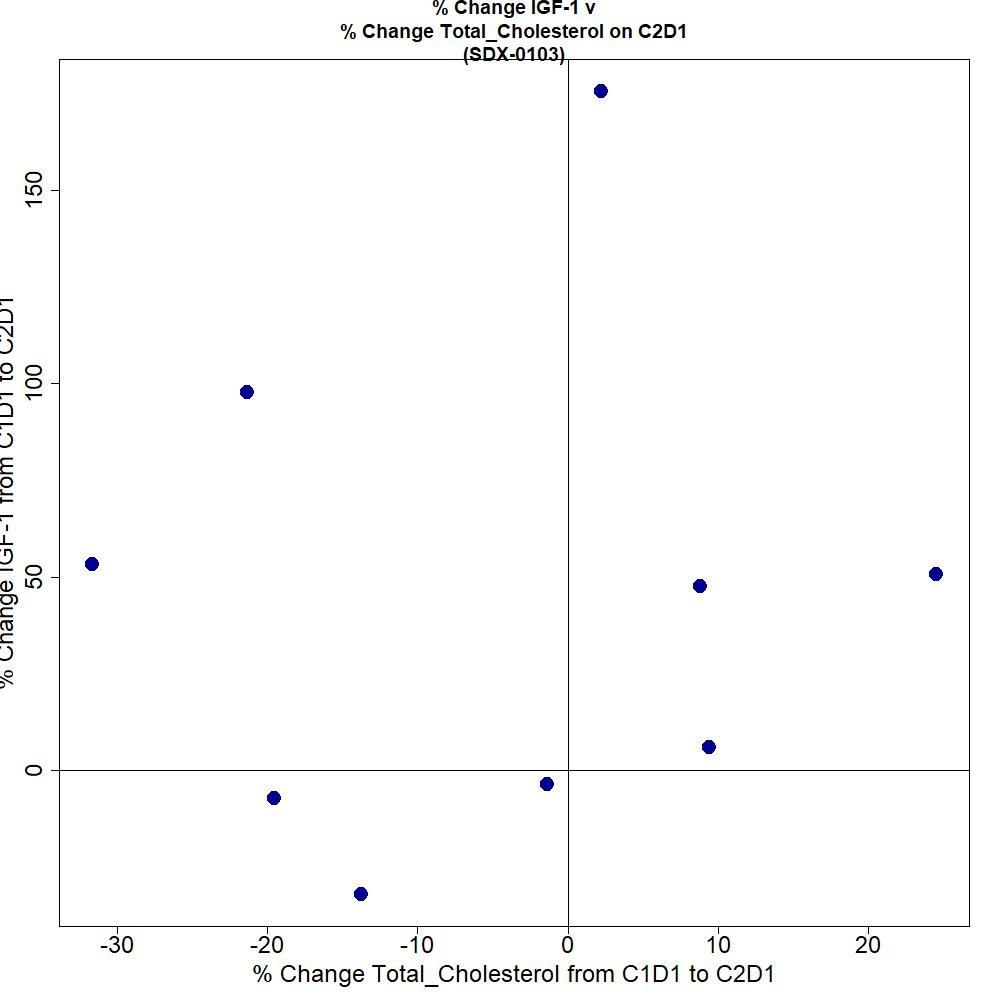 % Change IGF-1 v
% Change Total_Cholesterol on C2D1
(SDX-0103)
% Change IGF-1 from C1D1 to C2D1
150
100
50
0
-30 -20 -10 0 10 20
% Change Total_Cholesterol from C1D1 to C2D1